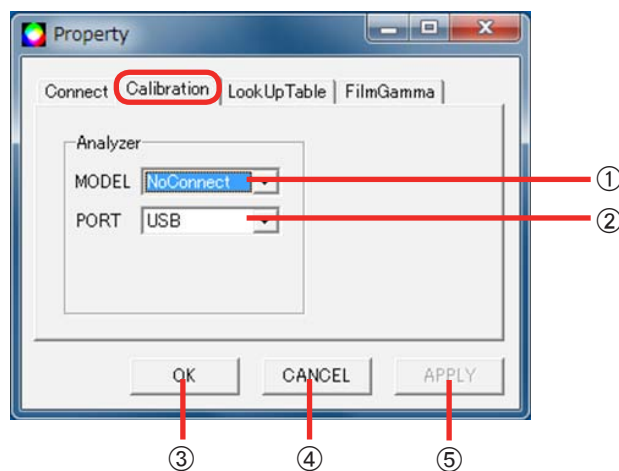 Property
Connect Calibration LookUpTable FilmGamma
Analyzer
MODEL NoConnect ①
PORT USB ②
OK CANCEL APPLY
③ ④ ⑤